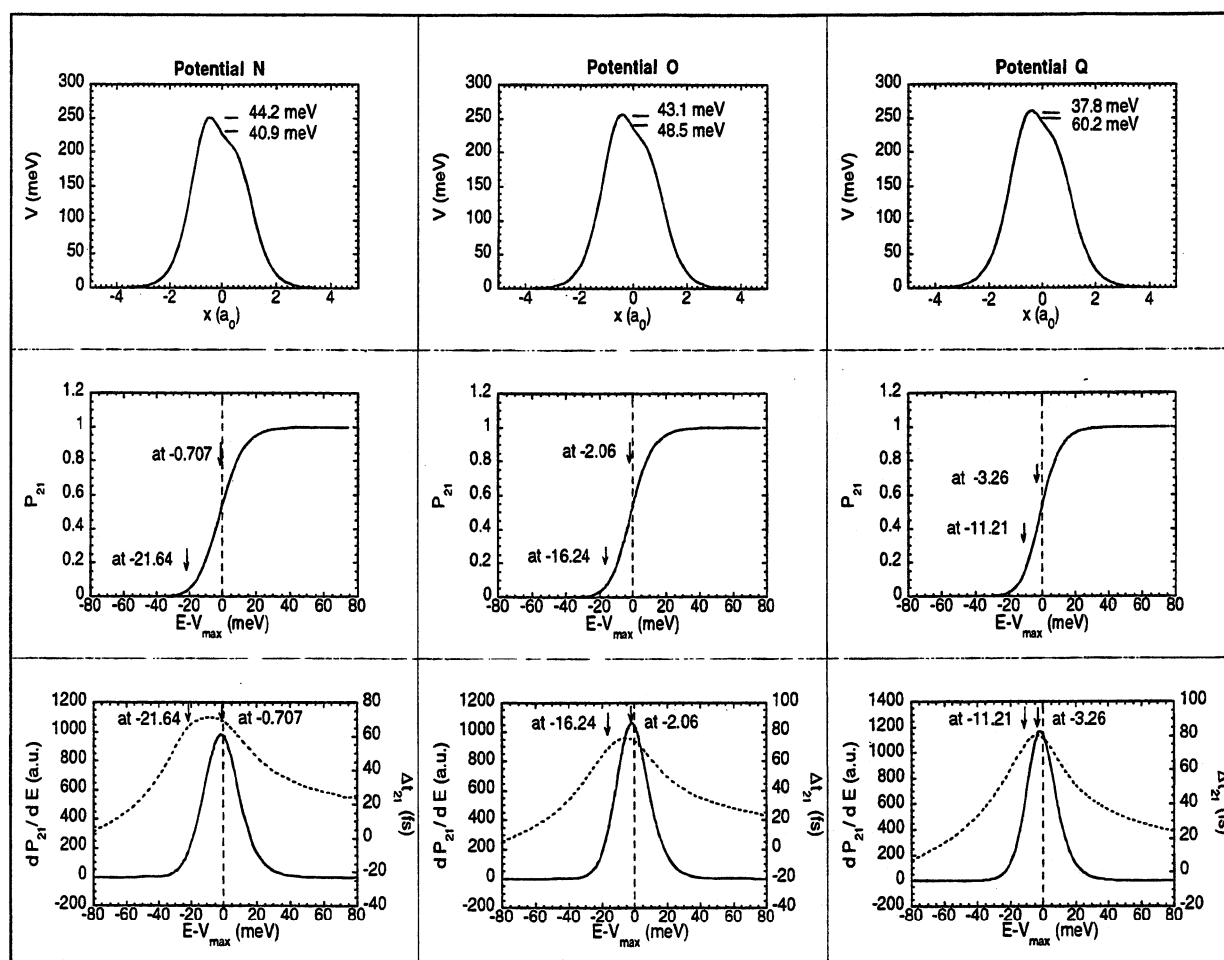 Potential N
300
250
200
150
100
50
0
V (meV)
44.2 meV
40.9 meV
-4 -2 0 2 4
x (a0)
Potential O
300
250
200
150
100
50
0
V (meV)
43.1 meV
48.5 meV
-4 -2 0 2 4
x (a0)
Potential Q
300
250
200
150
100
50
0
V (meV)
37.8 meV
60.2 meV
-4 -2 0 2 4
x (a0)
1.2
1
0.8
0.6
0.4
0.2
0
P21
at -0.707
at -21.64
-80 -60 -40 -20 0 20 40 60 80
E-Vmax (meV)
1.2
1
0.8
0.6
0.4
0.2
0
P21
at -2.06
at -16.24
-80 -60 -40 -20 0 20 40 60 80
E-Vmax (meV)
1.2
1
0.8
0.6
0.4
0.2
0
P21
at -3.26
at -11.21
-80 -60 -40 -20 0 20 40 60 80
E-Vmax (meV)
1200
1000
800
600
400
200
0
-200
d P21 / d E (a.u.)
at -21.64 at -0.707
80
60
40
20
0
-20
-40
Δt21 (fs)
-80 -60 -40 -20 0 20 40 60 80
E-Vmax (meV)
1200
1000
800
600
400
200
0
-200
d P21 / d E (a.u.)
at -16.24 at -2.06
100
80
60
40
20
0
-20
-40
Δt21 (fs)
-80 -60 -40 -20 0 20 40 60 80
E-Vmax (meV)
1400
1200
1000
800
600
400
200
0
-200
d P21 / d E (a.u.)
at -11.21 at -3.26
100
80
60
40
20
0
-20
Δt21 (fs)
-80 -60 -40 -20 0 20 40 60 80
E-Vmax (meV)